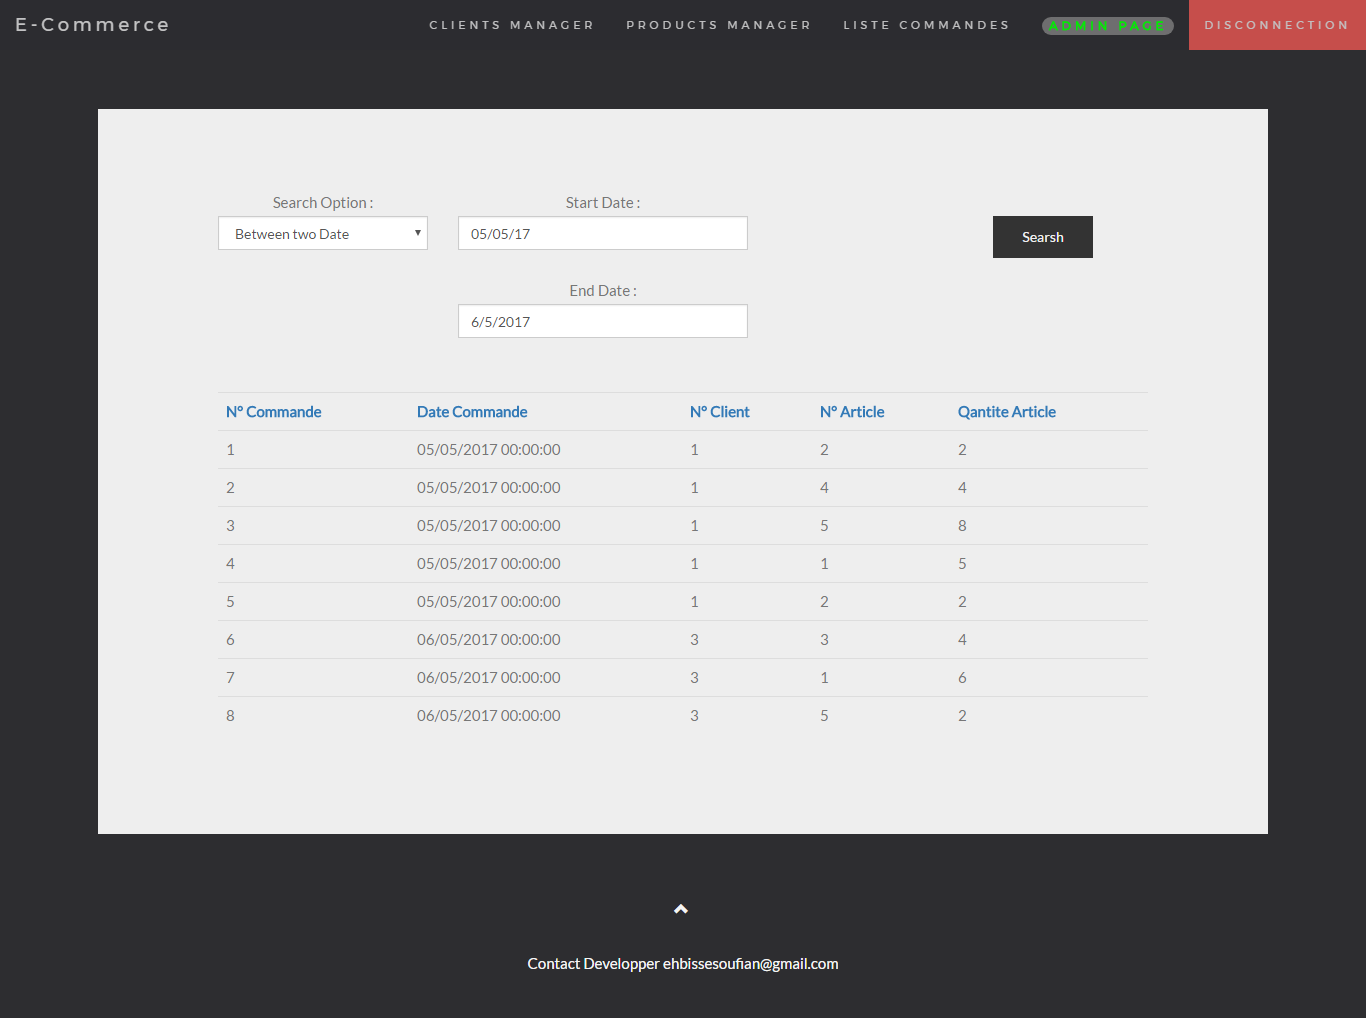 E-Commerce CLIENTS MANAGER PRODUCTS MANAGER LISTE COMMANDES ADMIN PAGE DISCONNECTION
Search Option : Start Date :
Between two Date 05/05/17 Searsh
End Date :
6/5/2017
N° Commande Date Commande N° Client N° Article Qantite Article
1 05/05/2017 00:00:00 1 2 2
2 05/05/2017 00:00:00 1 4 4
3 05/05/2017 00:00:00 1 5 8
4 05/05/2017 00:00:00 1 1 5
5 05/05/2017 00:00:00 1 2 2
6 06/05/2017 00:00:00 3 3 4
7 06/05/2017 00:00:00 3 1 6
8 06/05/2017 00:00:00 3 5 2
Contact Developper ehbissesoufian@gmail.com